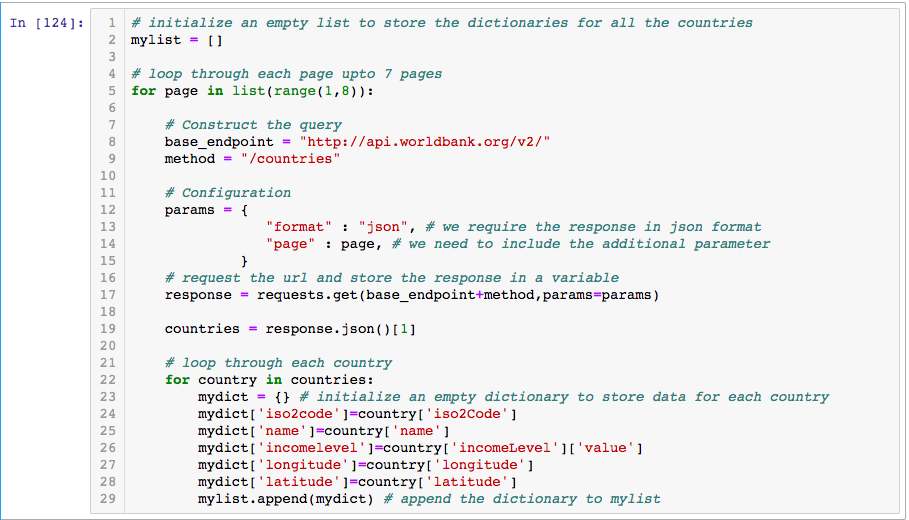 In [124]:
1 # initialize an empty list to store the dictionaries for all the countries
2 mylist = []
3
4 # loop through each page upto 7 pages
5 for page in list(range(1,8)):
6
7     # Construct the query
8     base_endpoint = "http://api.worldbank.org/v2/"
9     method = "/countries"
10
11     # Configuration
12     params = {
13                 "format" : "json", # we require the response in json format
14                 "page" : page, # we need to include the additional parameter
15              }
16     # request the url and store the response in a variable
17     response = requests.get(base_endpoint+method,params=params)
18
19     countries = response.json()[1]
20
21     # loop through each country
22     for country in countries:
23         mydict = {} # initialize an empty dictionary to store data for each country
24         mydict['iso2code']=country['iso2Code']
25         mydict['name']=country['name']
26         mydict['incomelevel']=country['incomeLevel']['value']
27         mydict['longitude']=country['longitude']
28         mydict['latitude']=country['latitude']
29         mylist.append(mydict) # append the dictionary to mylist